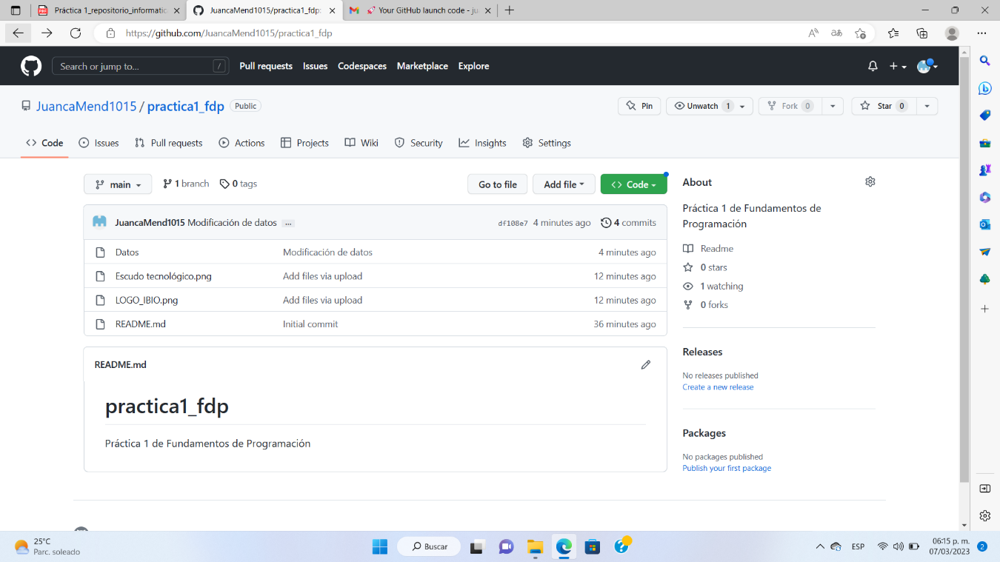 Práctica 1_repositorio_informatic
JuancaMend1015/practica1_fdp:
🚀 Your GitHub launch code - ju
https://github.com/JuancaMend1015/practica1_fdp
Search or jump to...
/
Pull requests
Issues
Codespaces
Marketplace
Explore
JuancaMend1015 / practica1_fdp
Public
Pin
Unwatch 1
Fork 0
Star 0
Code
Issues
Pull requests
Actions
Projects
Wiki
Security
Insights
Settings
main
1 branch
0 tags
Go to file
Add file
Code
JuancaMend1015 Modificación de datos ...
df108e7 4 minutes ago
4 commits
Datos
Modificación de datos
4 minutes ago
Escudo tecnológico.png
Add files via upload
12 minutes ago
LOGO_IBIO.png
Add files via upload
12 minutes ago
README.md
Initial commit
36 minutes ago
README.md
practica1_fdp
Práctica 1 de Fundamentos de Programación
About
Práctica 1 de Fundamentos de
Programación
Readme
0 stars
1 watching
0 forks
Releases
No releases published
Create a new release
Packages
No packages published
Publish your first package
25°C
Parc. soleado
Buscar
ESP
06:15 p. m.
07/03/2023
2